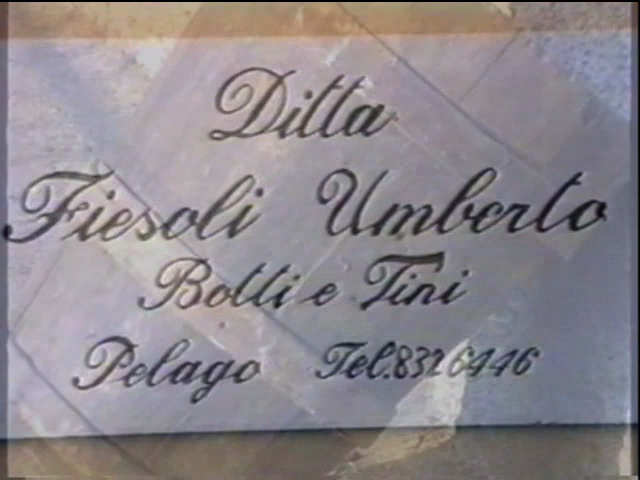 Ditta
Fiesoli Umberto
Botti e Tini
Pelago Tel. 8326446